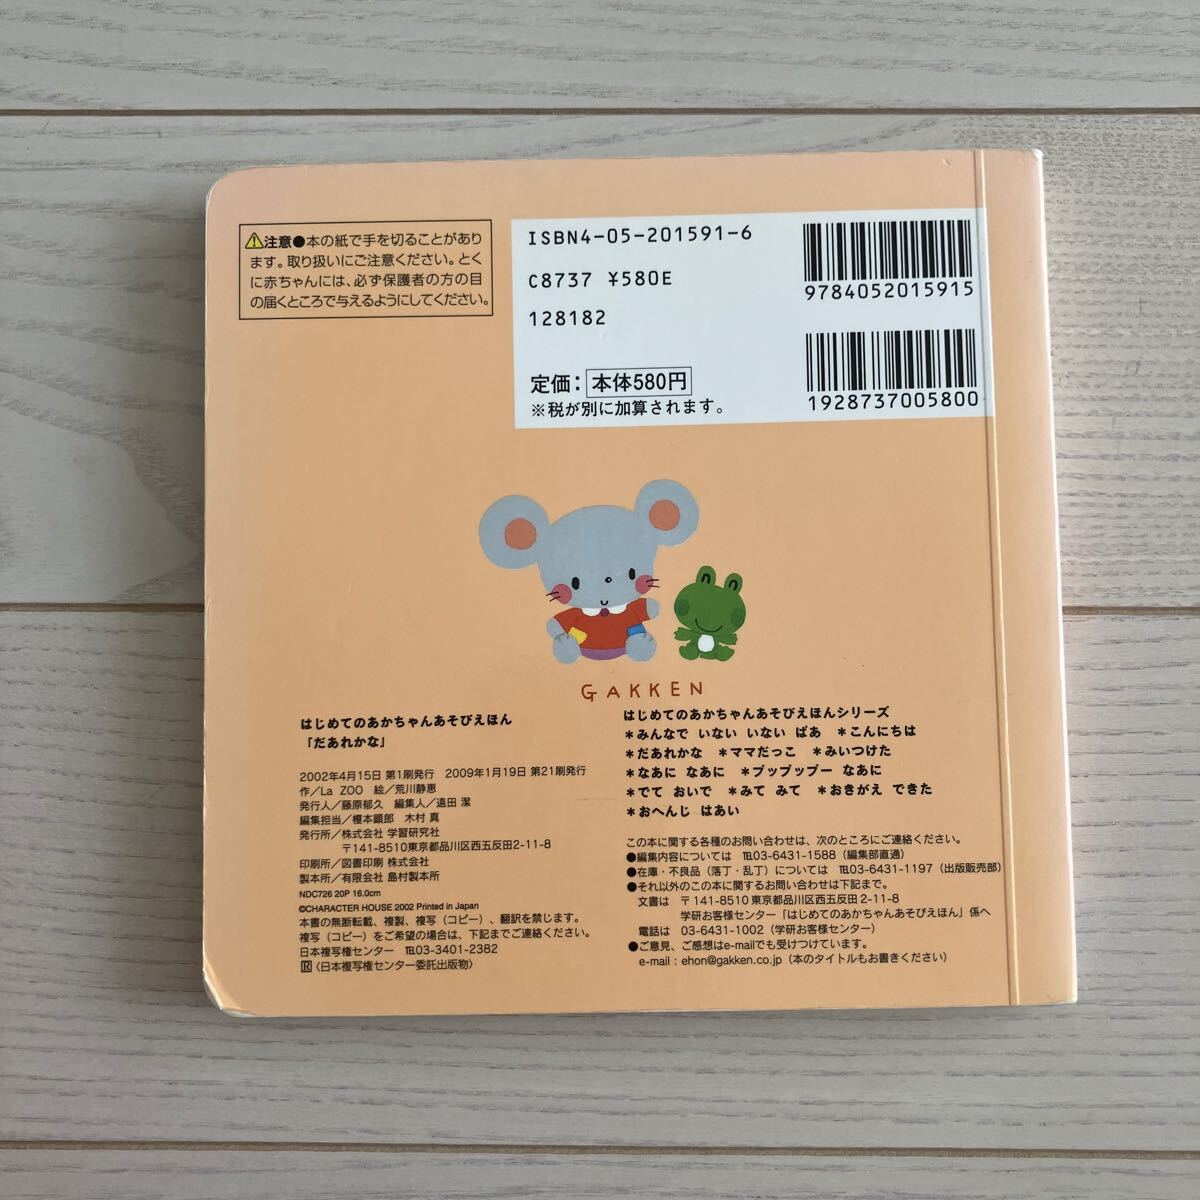 ⚠注意●本の紙で手を切ることがあり
ます。取り扱いにご注意ください。とく
に赤ちゃんには、必ず保護者の方の目
の届くところで与えるようにしてください。
ISBN4-05-201591-6
C8737 ¥580E
128182
定価：本体580円
※税が別に加算されます。
9784052015915
1928737005800
GAKKEN
はじめてのあかちゃんあそびえほん
「だあれかな」
2002年4月15日 第1刷発行　2009年1月19日 第21刷発行
作／La ZOO 絵／荒川静恵
発行人／藤原郁久　編集人／遠田 潔
編集担当／榎本顕郎　木村 真
発行所／株式会社 学習研究社
〒141-8510東京都品川区西五反田2-11-8
印刷所／図書印刷 株式会社
製本所／有限会社 島村製本所
NDC726 20P 16.0cm
©CHARACTER HOUSE 2002 Printed in Japan
本書の無断転載、複製、複写（コピー）、翻訳を禁じます。
複写（コピー）をご希望の場合は、下記までご連絡ください。
日本複写権センター ℡03-3401-2382
R〈日本複写権センター委託出版物〉
はじめてのあかちゃんあそびえほんシリーズ
＊みんなで いない いない ばあ ＊こんにちは
＊だあれかな ＊ママだっこ ＊みいつけた
＊なあに なあに ＊プップップー なあに
＊でて おいで ＊みて みて ＊おきがえ できた
＊おへんじ はあい
この本に関する各種のお問い合わせは、次のところにご連絡ください。
●編集内容については ℡03-6431-1588（編集部直通）
●在庫・不良品（落丁・乱丁）については ℡03-6431-1197（出版販売部）
●それ以外のこの本に関するお問い合わせは下記まで。
文書は 〒141-8510 東京都品川区西五反田2-11-8
学研お客様センター「はじめてのあかちゃんあそびえほん」係へ
電話は 03-6431-1002（学研お客様センター）
●ご意見、ご感想はe-mailでも受けつけています。
e-mail：ehon@gakken.co.jp（本のタイトルもお書きください）